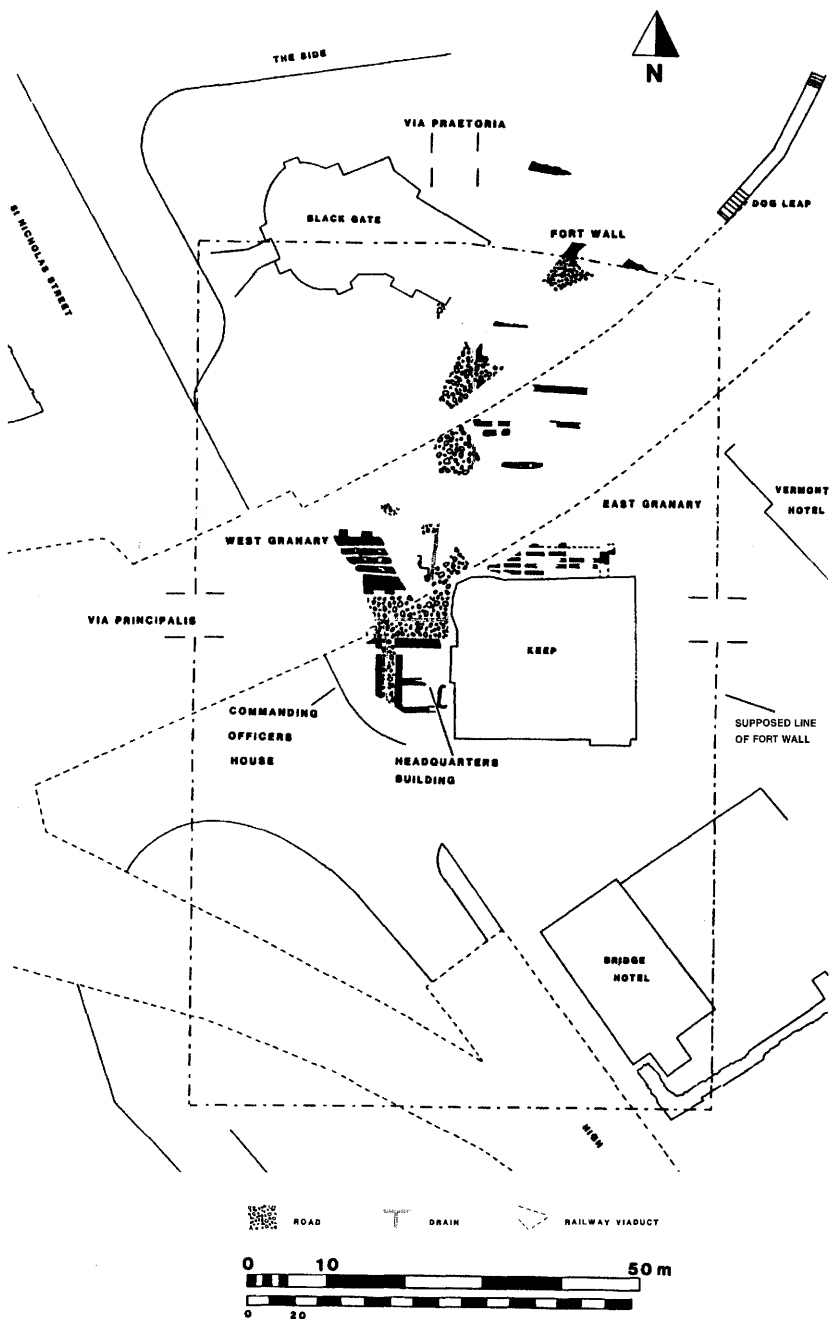 THE SIDE
N
VIA PRAETORIA
DOG LEAP
ST NICHOLAS STREET
BLACK GATE
FORT WALL
VERMONT
HOTEL
EAST GRANARY
WEST GRANARY
VIA PRINCIPALIS
KEEP
COMMANDING
OFFICERS
HOUSE
HEADQUARTERS
BUILDING
SUPPOSED LINE
OF FORT WALL
BRIDGE
HOTEL
HIGH
ROAD
DRAIN
RAILWAY VIADUCT
0 10 50 m
0 20